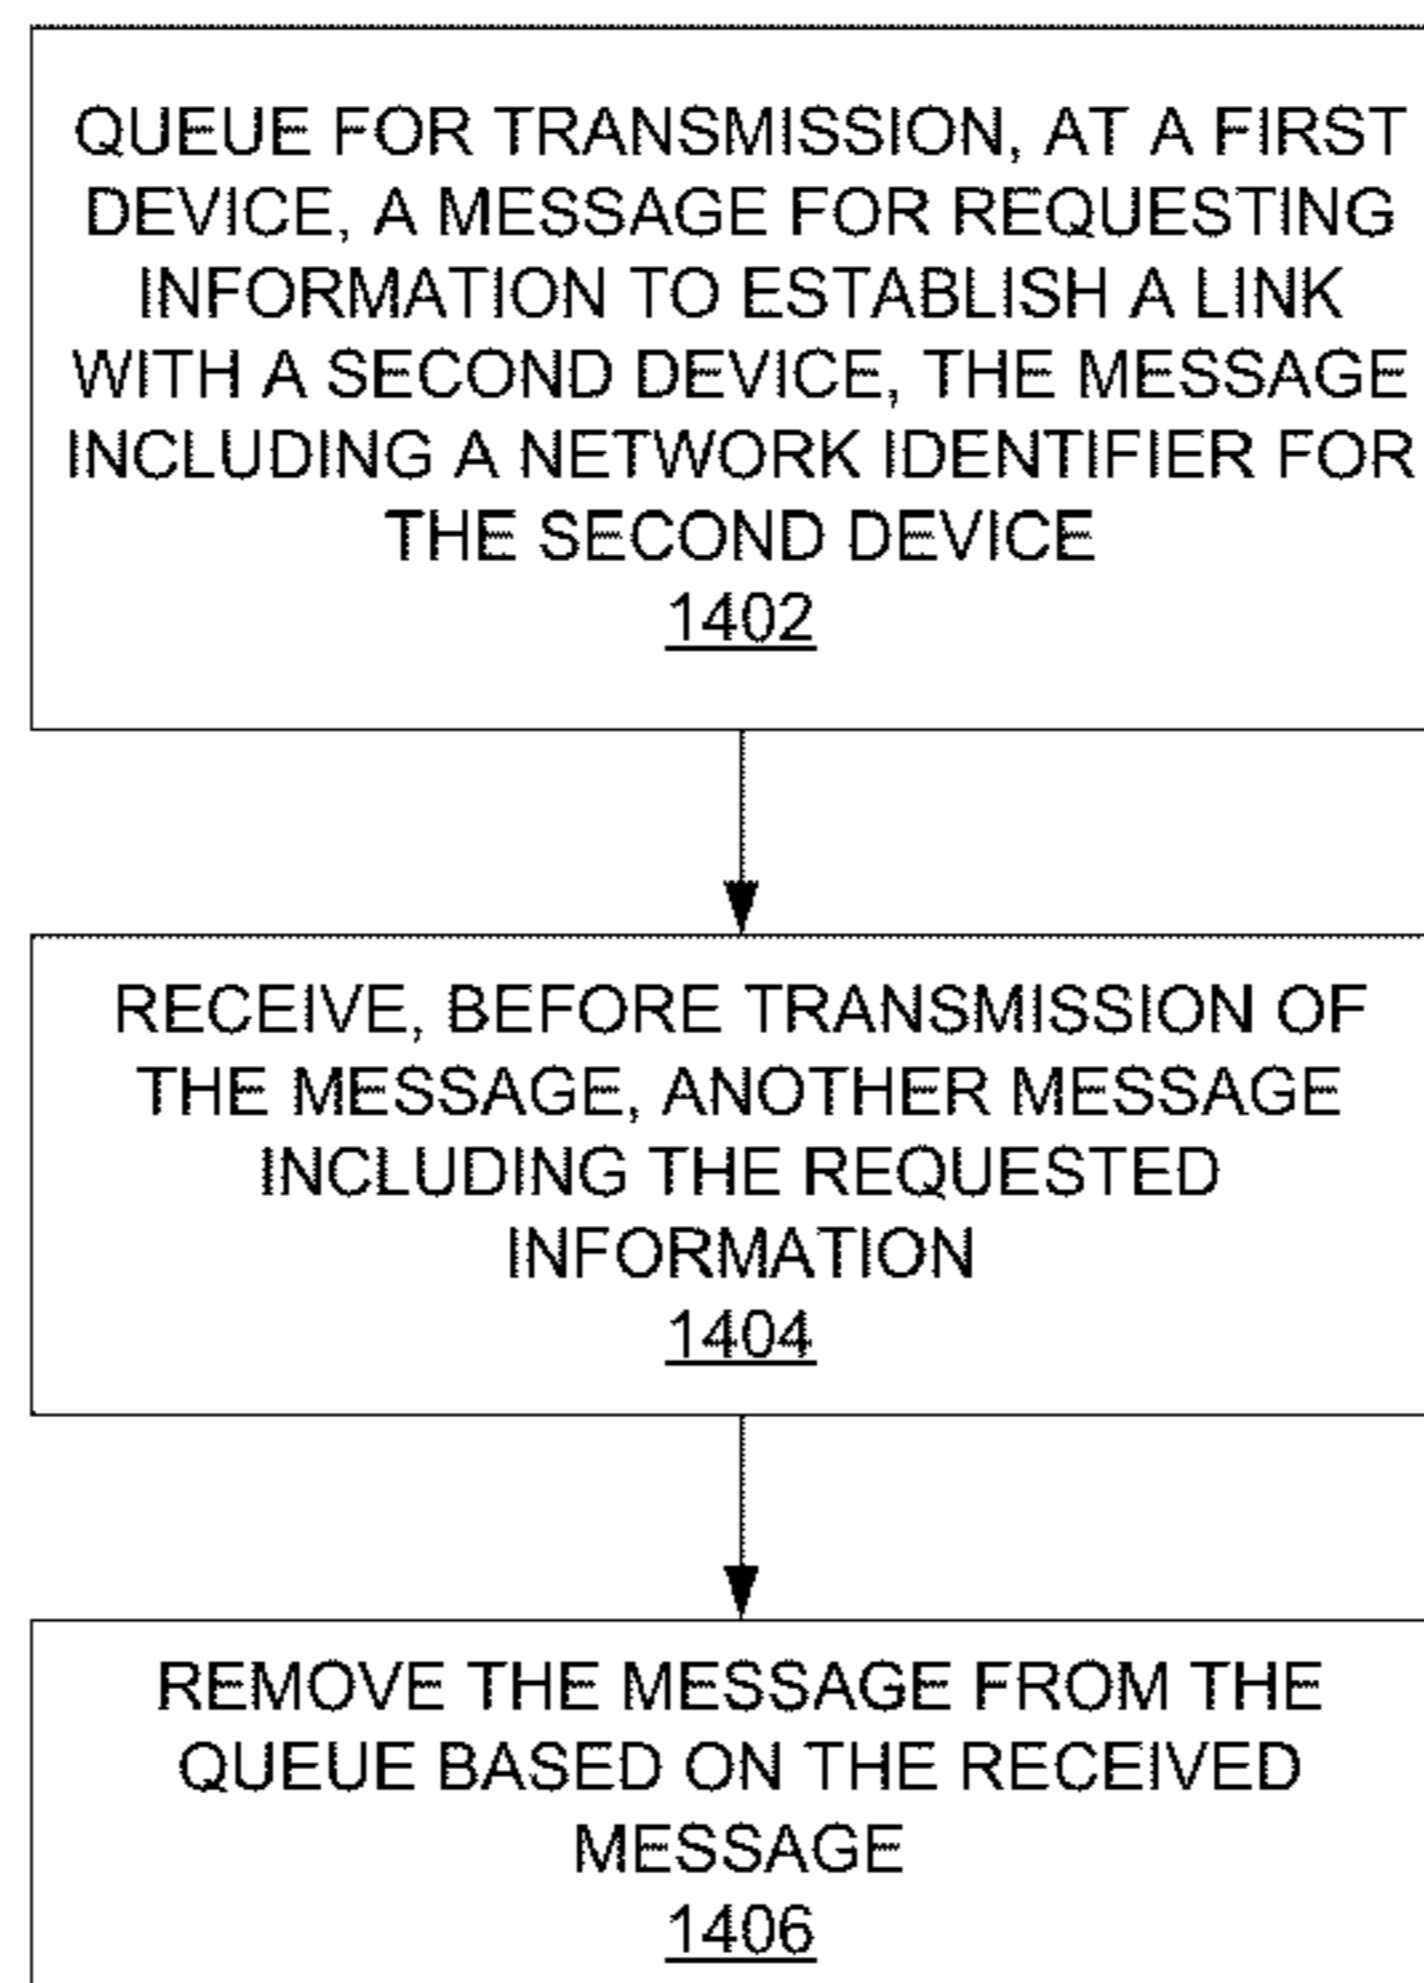 QUEUE FOR TRANSMISSION, AT A FIRST
DEVICE, A MESSAGE FOR REQUESTING
INFORMATION TO ESTABLISH A LINK
WITH A SECOND DEVICE, THE MESSAGE
INCLUDING A NETWORK IDENTIFIER FOR
THE SECOND DEVICE
1402
RECEIVE, BEFORE TRANSMISSION OF
THE MESSAGE, ANOTHER MESSAGE
INCLUDING THE REQUESTED
INFORMATION
1404
REMOVE THE MESSAGE FROM THE
QUEUE BASED ON THE RECEIVED
MESSAGE
1406